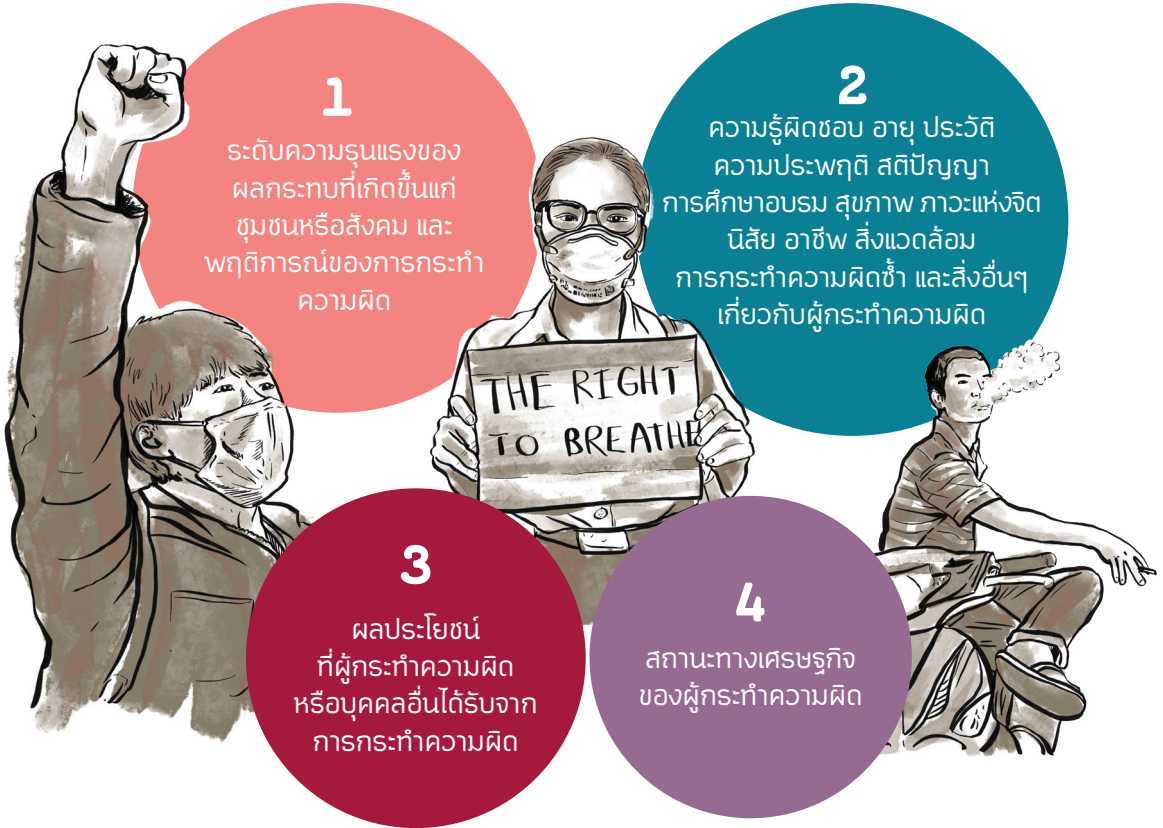 1
ระดับความรุนแรงของ
ผลกระทบที่เกิดขึ้นแก่
ชุมชนหรือสังคม และ
พฤติการณ์ของการกระทำ
ความผิด
2
ความรู้ผิดชอบ อายุ ประวัติ
ความประพฤติ สติปัญญา
การศึกษาอบรม สุขภาพ ภาวะแห่งจิต
นิสัย อาชีพ สิ่งแวดล้อม
การกระทำความผิดซ้ำ และสิ่งอื่นๆ
เกี่ยวกับผู้กระทำความผิด
THE RIGHT
TO BREATHE
3
ผลประโยชน์
ที่ผู้กระทำความผิด
หรือบุคคลอื่นได้รับจาก
การกระทำความผิด
4
สถานะทางเศรษฐกิจ
ของผู้กระทำความผิด